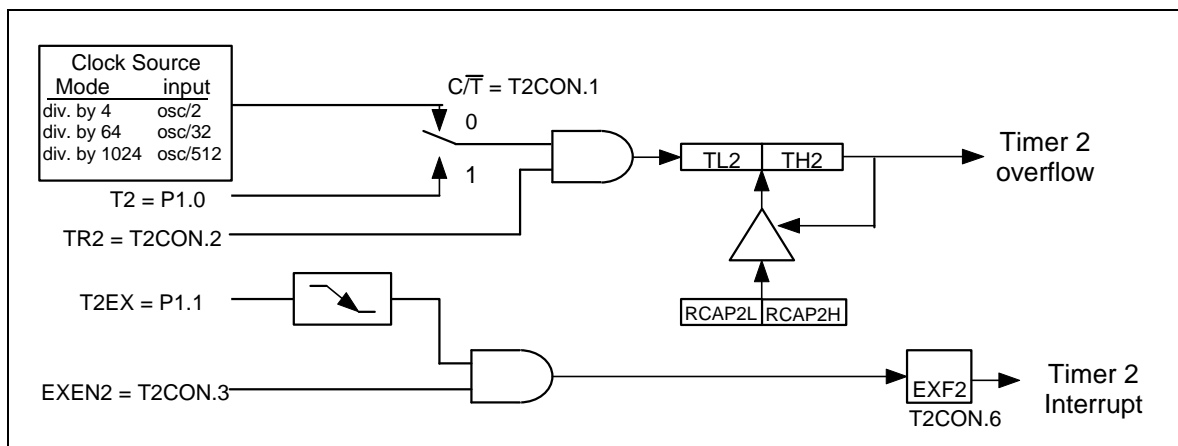 Clock Source
Mode input
div. by 4 osc/2
div. by 64 osc/32
div. by 1024 osc/512
C/T̅ = T2CON.1
0
1
T2 = P1.0
TR2 = T2CON.2
TL2 TH2
Timer 2
overflow
T2EX = P1.1
RCAP2L RCAP2H
EXEN2 = T2CON.3
EXF2
T2CON.6
Timer 2
Interrupt